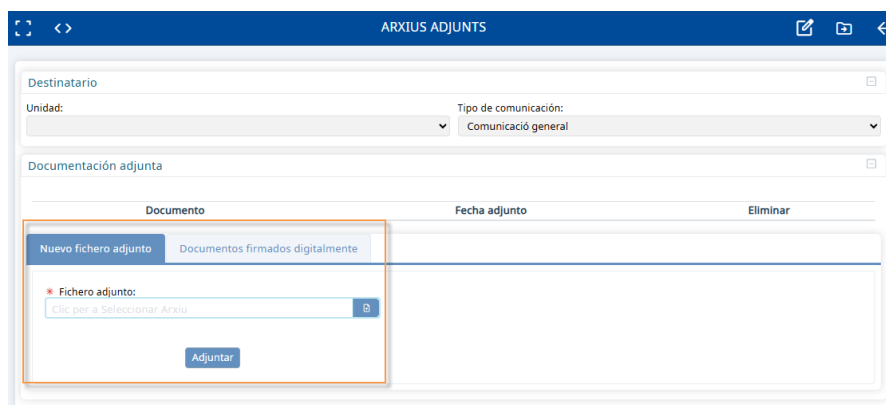 ARXIUS ADJUNTS
Destinatario
Unidad:
Tipo de comunicación:
Comunicació general
Documentación adjunta
Documento Fecha adjunto Eliminar
Nuevo fichero adjunto Documentos firmados digitalmente
* Fichero adjunto:
Clic per a Seleccionar Arxiu
Adjuntar